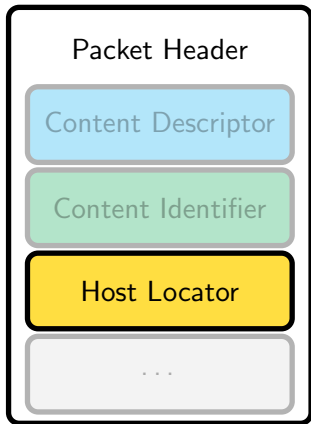 Packet Header
Content Descriptor
Content Identifier
Host Locator
...